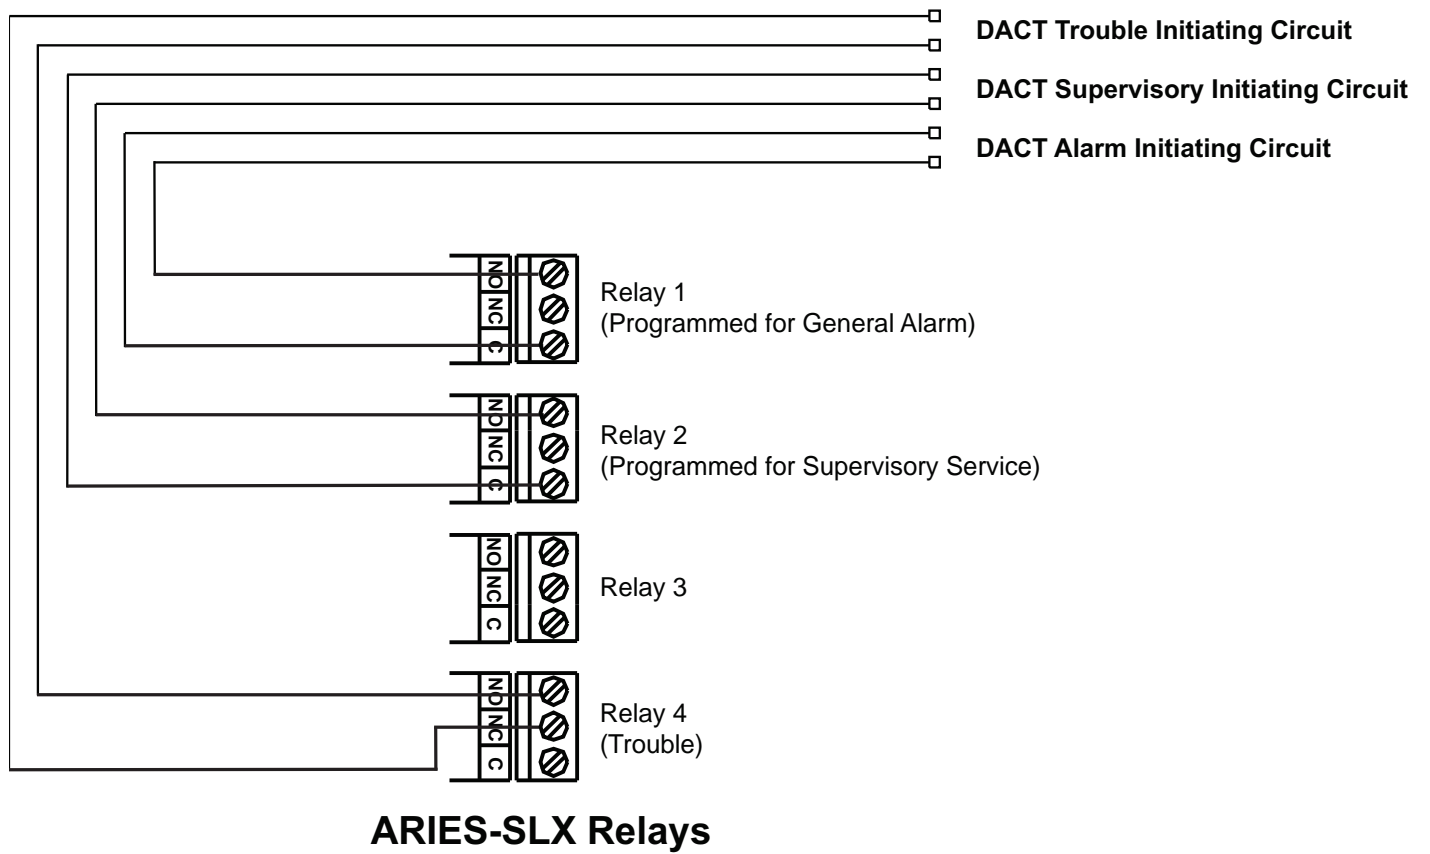 DACT Trouble Initiating Circuit
DACT Supervisory Initiating Circuit
DACT Alarm Initiating Circuit
NO
NC
C
Relay 1
(Programmed for General Alarm)
NO
NC
C
Relay 2
(Programmed for Supervisory Service)
NO
NC
C
Relay 3
NO
NC
C
Relay 4
(Trouble)
ARIES-SLX Relays